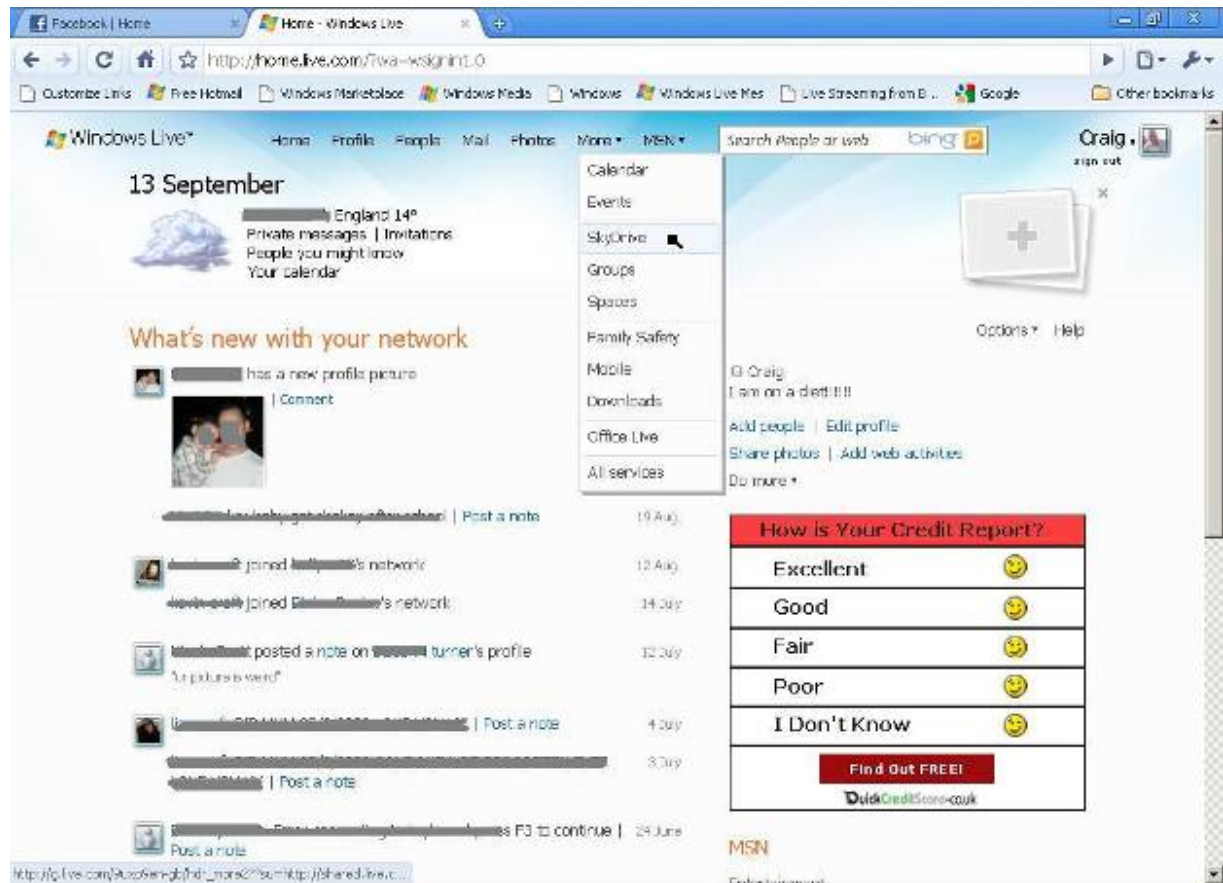 Facebook | Home
Home - Windows Live
http://home.live.com/?wa=wsignin1.0
Customize Links Free Hotmail Windows Marketplace Windows Media Windows Windows Live Mes Live Streaming from B... Google Other bookmarks
Windows Live™ Home Profile People Mail Photos More MSN Search People or web bing Craig
sign out
13 September
England 14°
Private messages | Invitations
People you might know
Your calendar
Calendar
Events
SkyDrive
Groups
Spaces
Family Safety
Mobile
Downloads
Office Live
All services
Options Help
What's new with your network
has a new profile picture
| Comment
Craig
I am on a diet!!!!!!
Add people | Edit profile
Share photos | Add web activities
Do more
| Post a note 19 Aug
joined 's network 12 Aug
joined 's network 14 July
posted a note on turner's profile 12 July
"ur picture is weird"
| Post a note 4 July
3 July
| Post a note
F3 to continue | 24 June
Post a note
How is Your Credit Report?
Excellent
Good
Fair
Poor
I Don't Know
Find Out FREE!
QuickCreditScore.co.uk
MSN
Entertainment